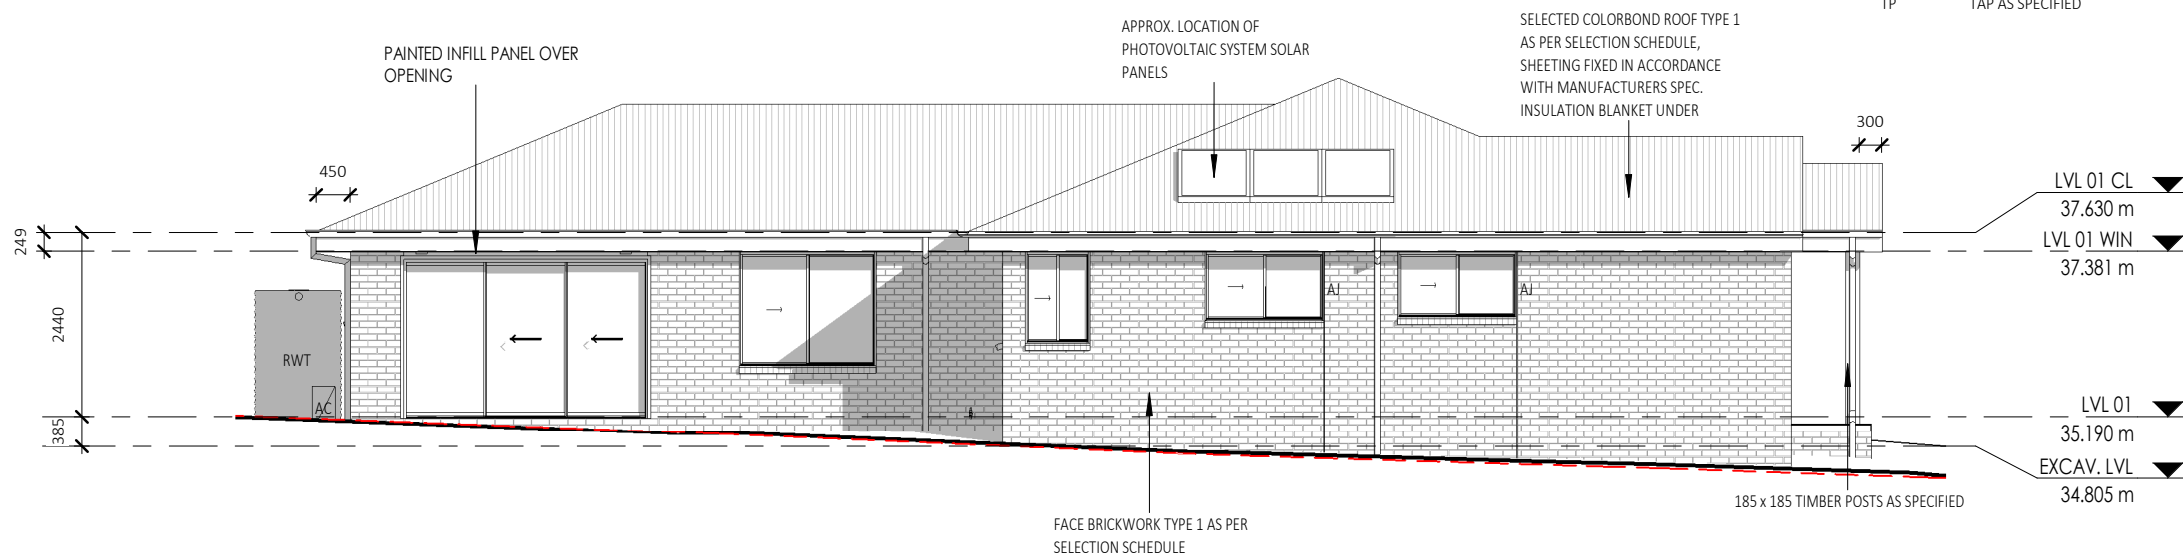 TP TAP AS SPECIFIED
APPROX. LOCATION OF
PHOTOVOLTAIC SYSTEM SOLAR
PANELS
SELECTED COLORBOND ROOF TYPE 1
AS PER SELECTION SCHEDULE,
SHEETING FIXED IN ACCORDANCE
WITH MANUFACTURERS SPEC.
INSULATION BLANKET UNDER
PAINTED INFILL PANEL OVER
OPENING
300
450
LVL 01 CL
37.630 m
249
LVL 01 WIN
37.381 m
AJ
AJ
2440
RWT
AC
LVL 01
35.190 m
385
EXCAV. LVL
34.805 m
185 x 185 TIMBER POSTS AS SPECIFIED
FACE BRICKWORK TYPE 1 AS PER
SELECTION SCHEDULE